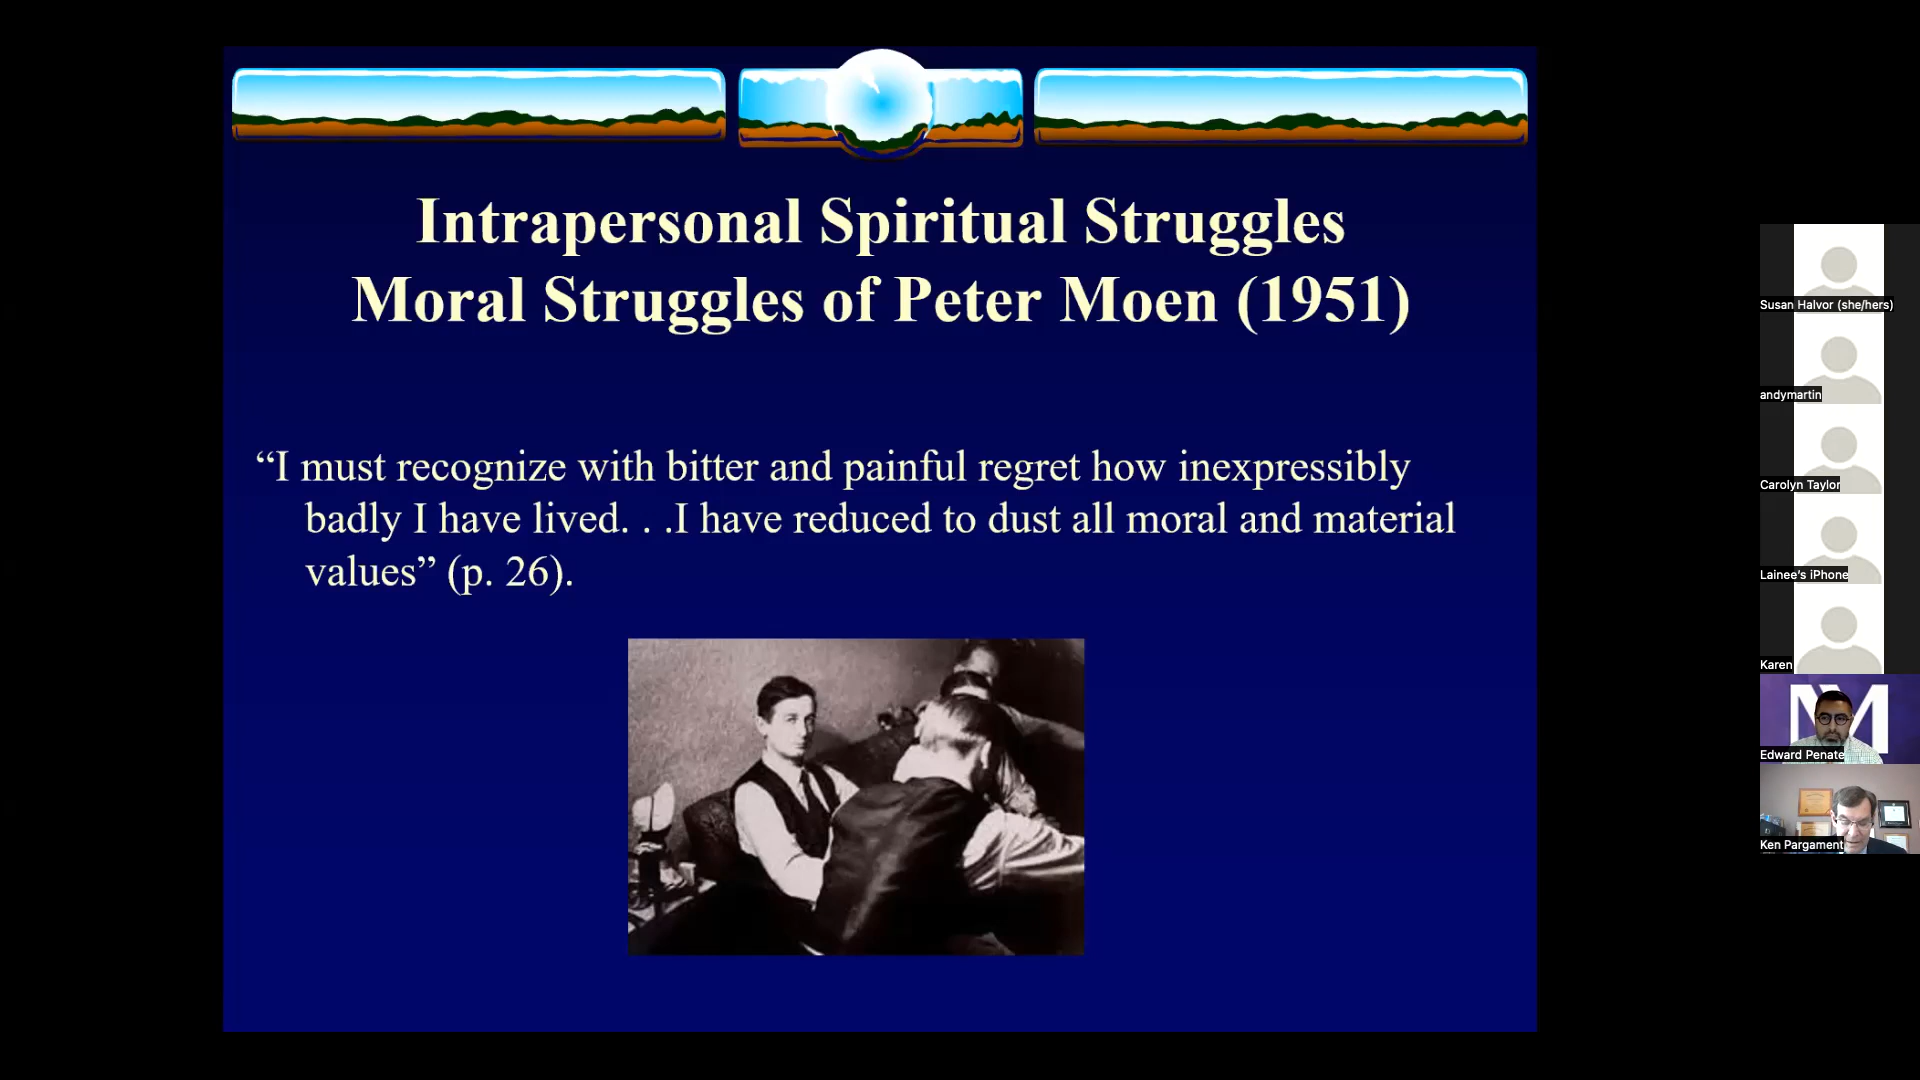 Intrapersonal Spiritual Struggles
Moral Struggles of Peter Moen (1951)
“I must recognize with bitter and painful regret how inexpressibly
badly I have lived. . .I have reduced to dust all moral and material
values” (p. 26).
Susan Halvor (she/hers)
andymartin
Carolyn Taylor
Lainee’s iPhone
Karen
Edward Penate
Ken Pargament